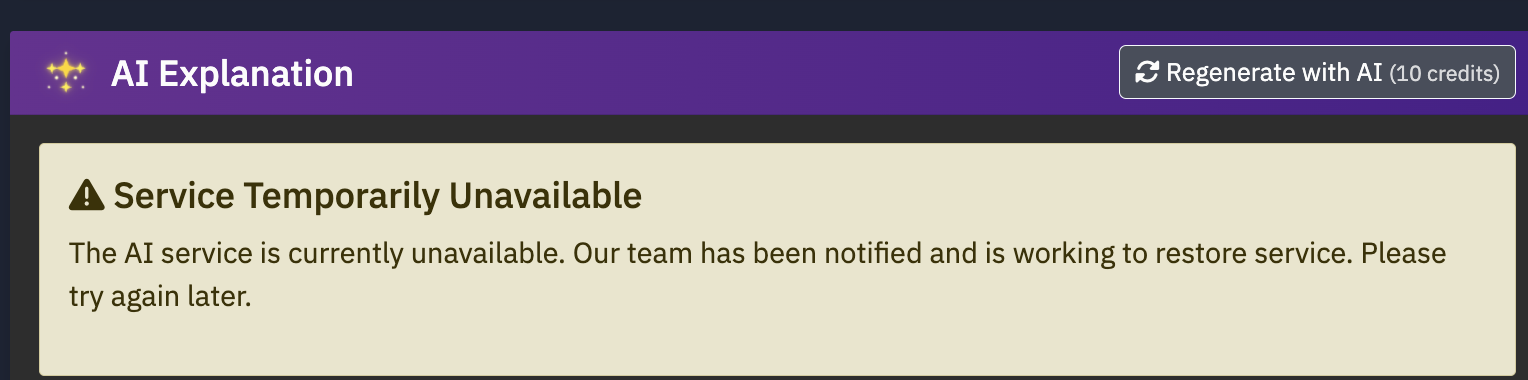 AI Explanation
Regenerate with AI (10 credits)
Service Temporarily Unavailable
The AI service is currently unavailable. Our team has been notified and is working to restore service. Please
try again later.